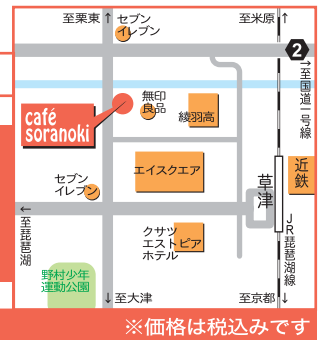 至栗東↑
セブン
イレブン
至米原↑
2
→至国道一号線
無印
良品
綾羽高
café
soranoki
エイスクエア
近鉄
セブン
イレブン
草津
←至琵琶湖
クサツ
エストピア
ホテル
JR琵琶湖線
野村少年
運動公園
↓至大津
至京都↓
※価格は税込みです